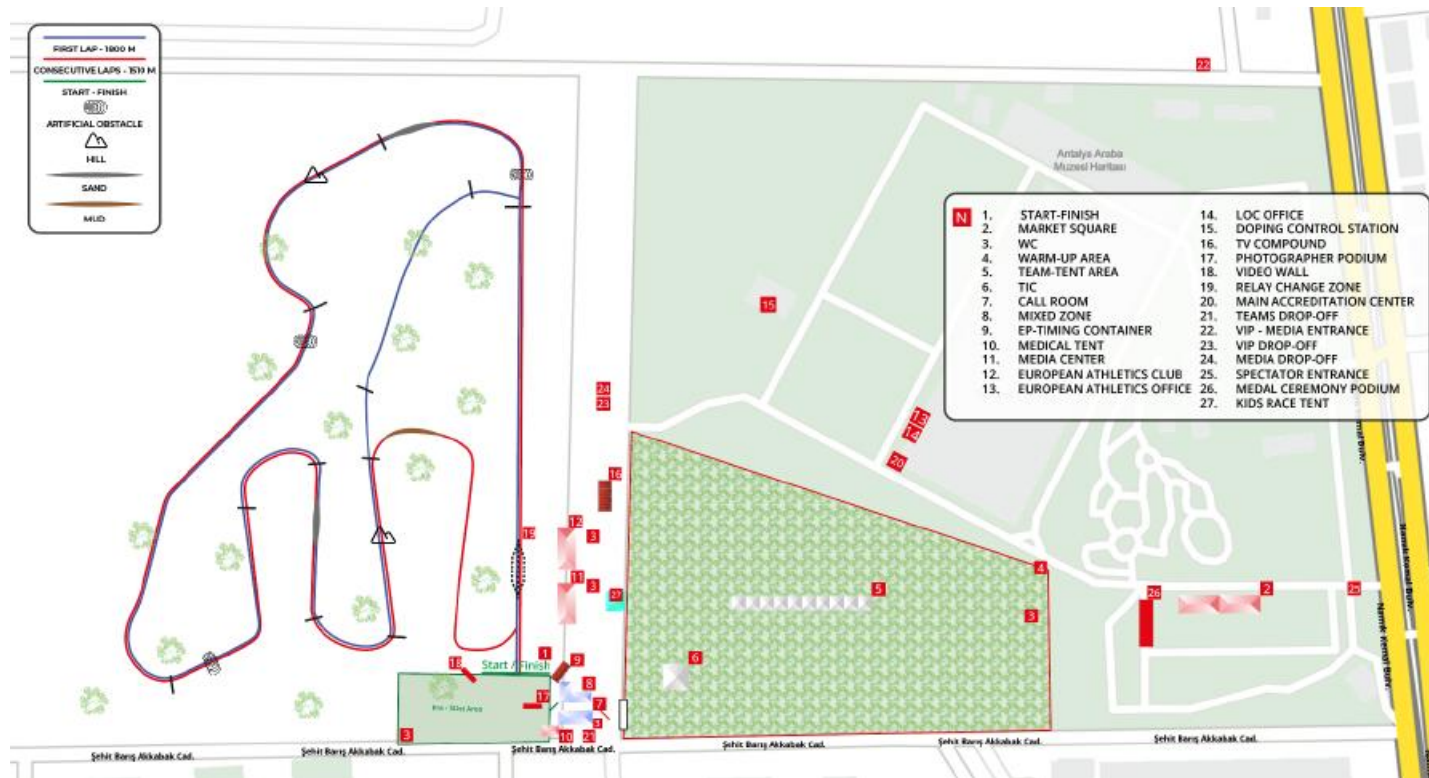 FIRST LAP - 1800 M
CONSECUTIVE LAPS - 1510 M
START - FINISH
ARTIFICIAL OBSTACLE
HILL
SAND
MUD
22
Antalya Araba
Muzesi Haritası
N
1. START-FINISH
2. MARKET SQUARE
3. WC
4. WARM-UP AREA
5. TEAM-TENT AREA
6. TIC
7. CALL ROOM
8. MIXED ZONE
9. EP-TIMING CONTAINER
10. MEDICAL TENT
11. MEDIA CENTER
12. EUROPEAN ATHLETICS CLUB
13. EUROPEAN ATHLETICS OFFICE
14. LOC OFFICE
15. DOPING CONTROL STATION
16. TV COMPOUND
17. PHOTOGRAPHER PODIUM
18. VIDEO WALL
19. RELAY CHANGE ZONE
20. MAIN ACCREDITATION CENTER
21. TEAMS DROP-OFF
22. VIP - MEDIA ENTRANCE
23. VIP DROP-OFF
24. MEDIA DROP-OFF
25. SPECTATOR ENTRANCE
26. MEDAL CEREMONY PODIUM
27. KIDS RACE TENT
15
24
23
13
14
20
16
12
3
19
11
3
27
4
5
3
26
2
25
6
1
Start / Finish
18
9
8
17
7
3
3
10
21
Namık Kemal Bulv.
Namık Kemal Bulv.
Şehit Barış Akkabak Cad.
Şehit Barış Akkabak Cad.
Şehit Barış Akkabak Cad.
Şehit Barış Akkabak Cad.
Şehit Barış Akkabak Cad.
Şehit Barış Akkabak Cad.